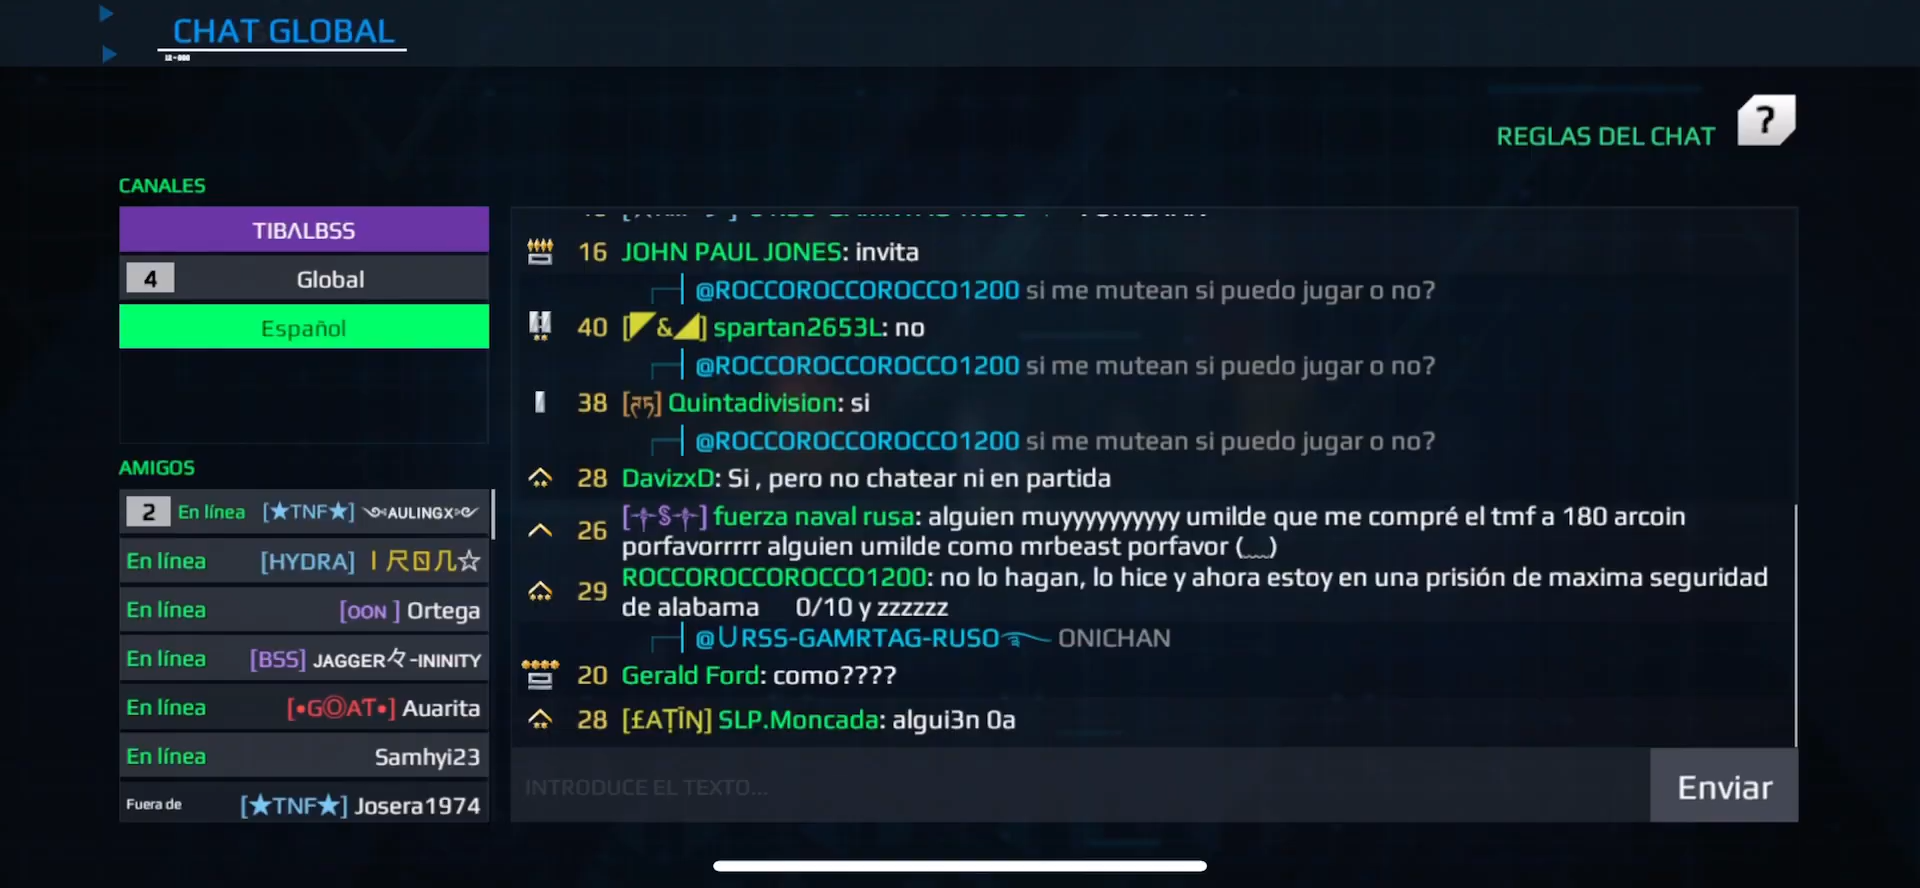 CHAT GLOBAL
REGLAS DEL CHAT
?
CANALES
TIBΛLBSS
4 Global
Español
AMIGOS
2 En línea [★TNF★] AULINGX
En línea [HYDRA]
En línea [OON ] Ortega
En línea [BSS] JAGGER々-ININITY
En línea [•GⓄAT•] Auarita
En línea Samhyi23
Fuera de [★TNF★] Josera1974
16 JOHN PAUL JONES: invita
@ROCCOROCCOROCCO1200 si me mutean si puedo jugar o no?
40 [◤&◢] spartan2653L: no
@ROCCOROCCOROCCO1200 si me mutean si puedo jugar o no?
38 Quintadivision: si
@ROCCOROCCOROCCO1200 si me mutean si puedo jugar o no?
28 DavizxD: Si , pero no chatear ni en partida
26 [-‡-$-‡-] fuerza naval rusa: alguien muyyyyyyyyyy umilde que me compré el tmf a 180 arcoin
porfavorrrrr alguien umilde como mrbeast porfavor (﹏)
29 ROCCOROCCOROCCO1200: no lo hagan, lo hice y ahora estoy en una prisión de maxima seguridad
de alabama 0/10 y zzzzzz
@URSS-GAMRTAG-RUSO ONICHAN
20 Gerald Ford: como????
28 [£AṬĪŊ] SLP.Moncada: algui3n 0a
INTRODUCE EL TEXTO...
Enviar